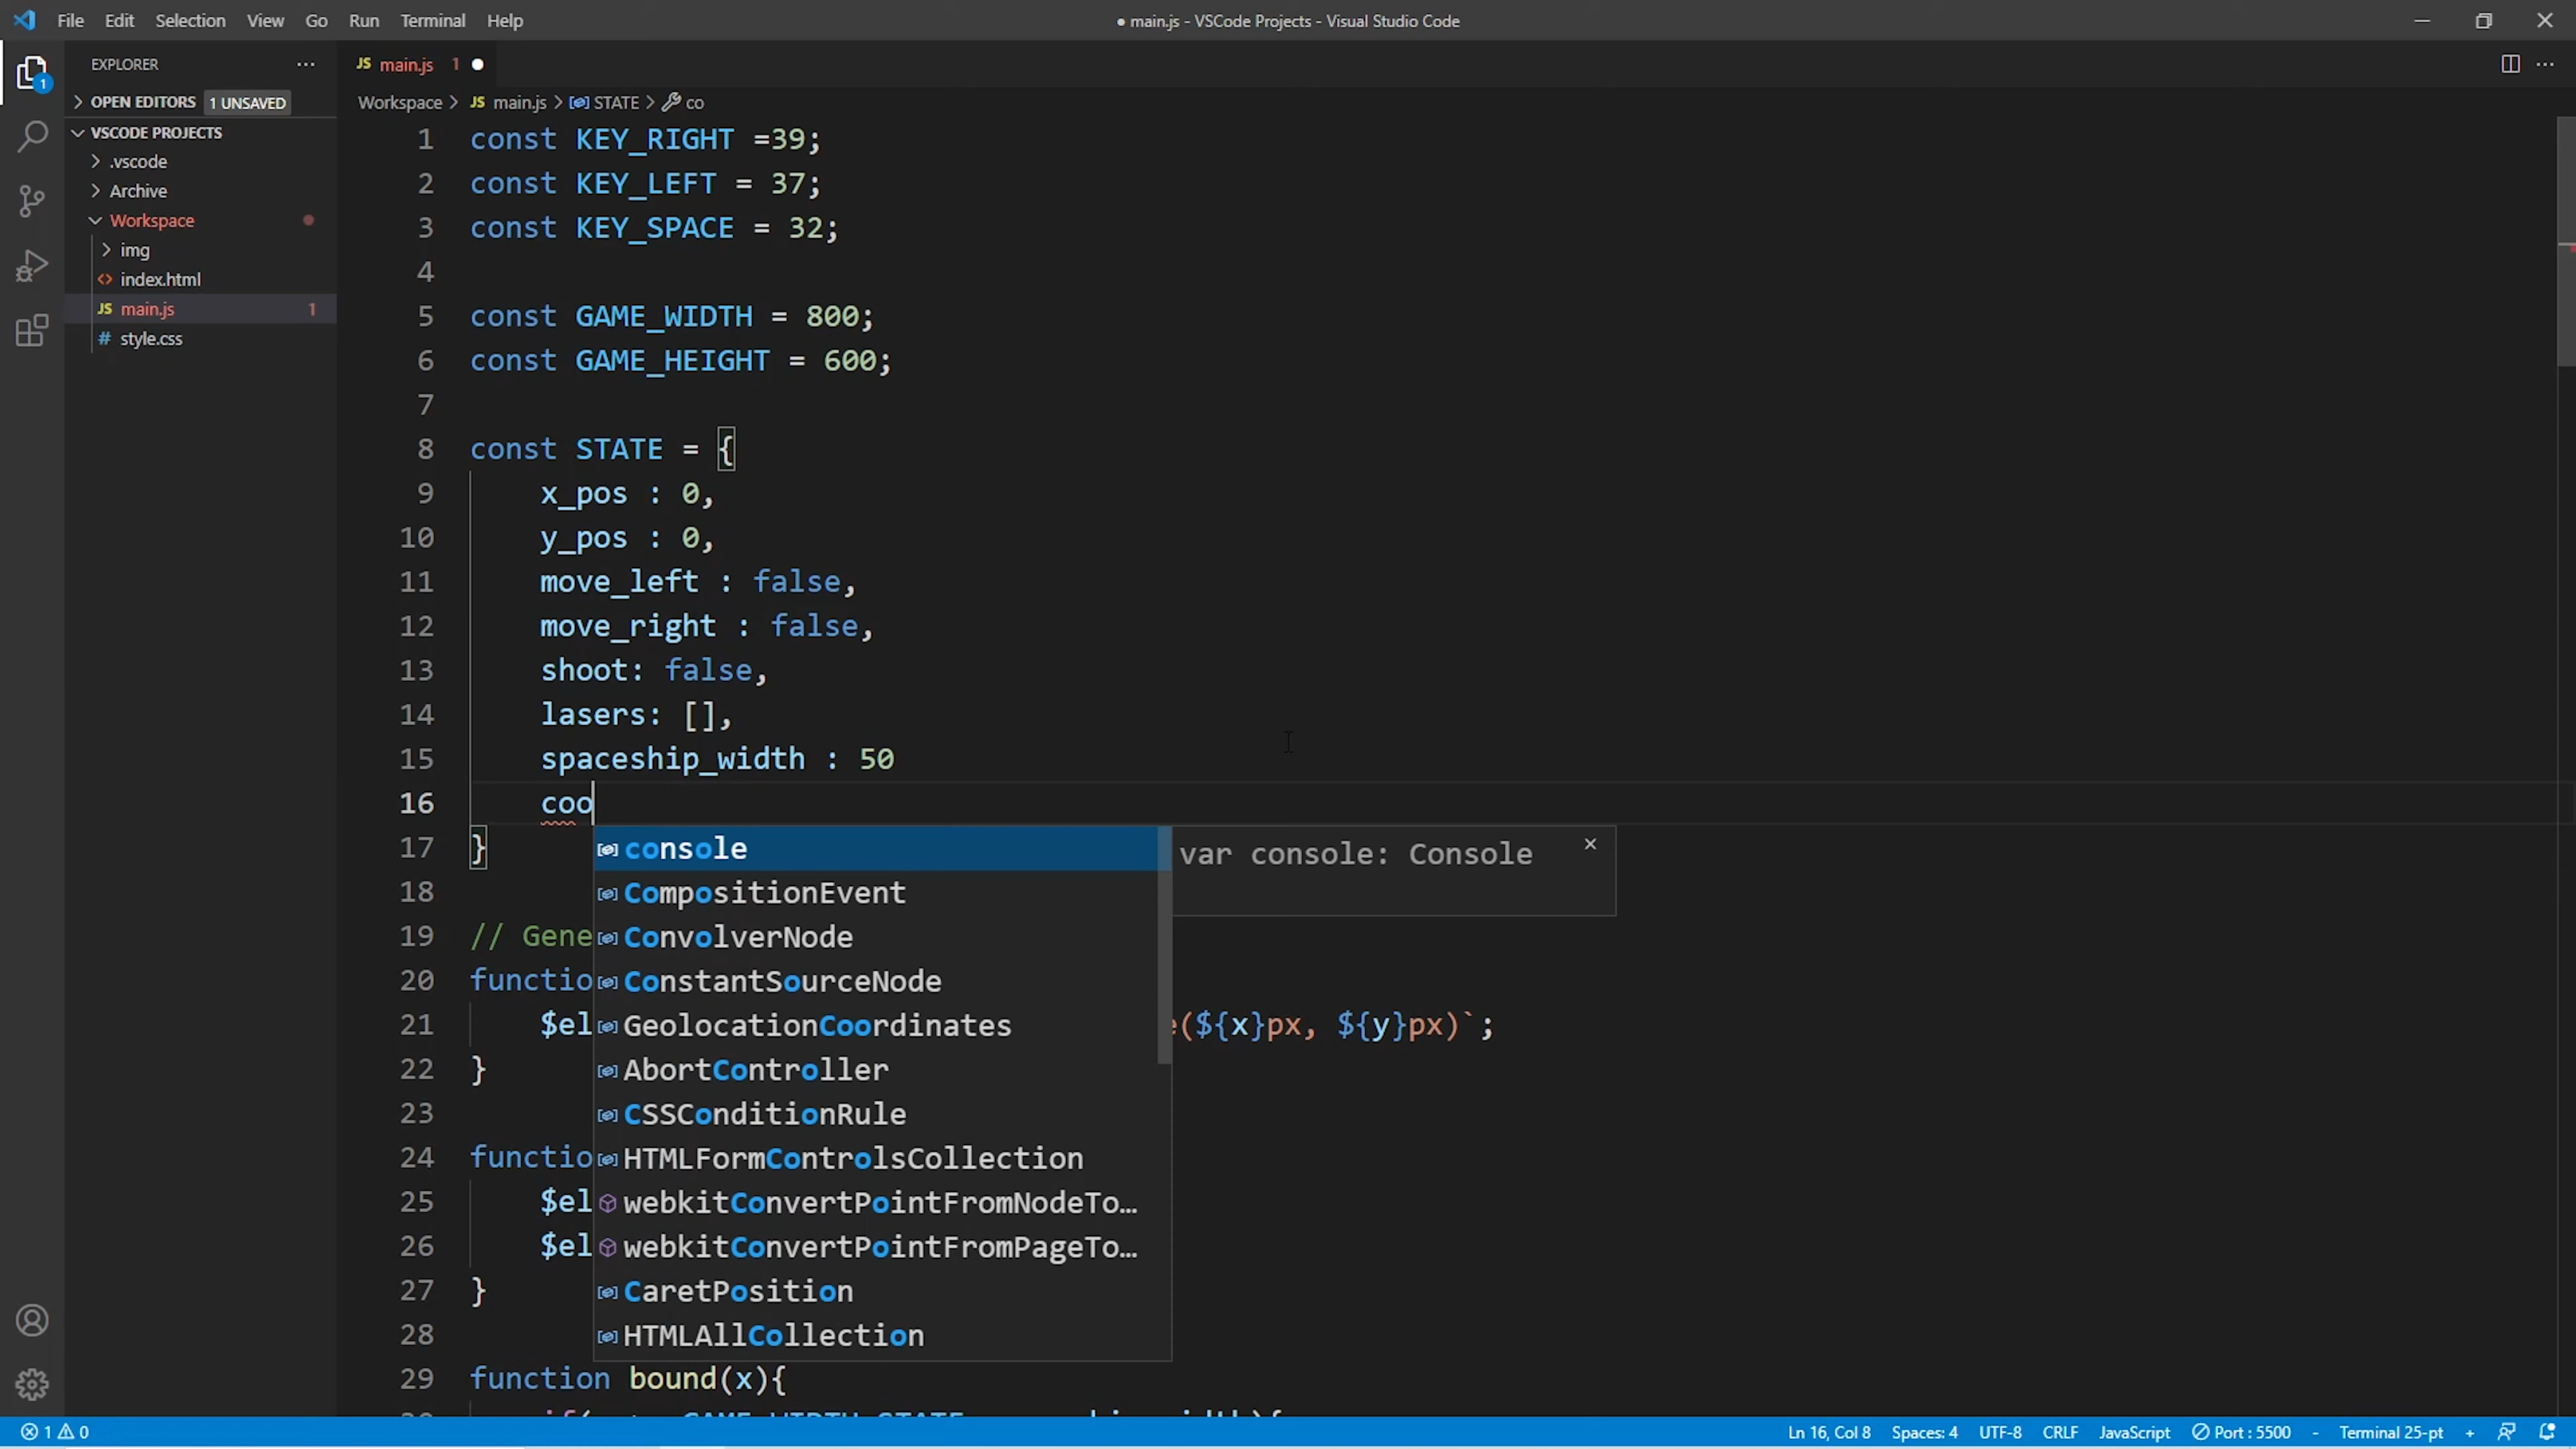 File Edit Selection View Go Run Terminal Help
● main.js - VSCode Projects - Visual Studio Code
EXPLORER
OPEN EDITORS 1 UNSAVED
VSCODE PROJECTS
.vscode
Archive
Workspace
img
index.html
JS main.js 1
# style.css
1
JS main.js 1
Workspace > JS main.js > STATE > co
1 const KEY_RIGHT =39;
2 const KEY_LEFT = 37;
3 const KEY_SPACE = 32;
4
5 const GAME_WIDTH = 800;
6 const GAME_HEIGHT = 600;
7
8 const STATE = {
9 x_pos : 0,
10 y_pos : 0,
11 move_left : false,
12 move_right : false,
13 shoot: false,
14 lasers: [],
15 spaceship_width : 50
16 coo
17 }
18
19 // Gene
20 functio
21 $el e(${x}px, ${y}px)`;
22 }
23
24 functio
25 $el
26 $el
27 }
28
29 function bound(x){
console
CompositionEvent
ConvolverNode
ConstantSourceNode
GeolocationCoordinates
AbortController
CSSConditionRule
HTMLFormControlsCollection
webkitConvertPointFromNodeTo…
webkitConvertPointFromPageTo…
CaretPosition
HTMLAllCollection
var console: Console
1 0
Ln 16, Col 8 Spaces: 4 UTF-8 CRLF JavaScript Port : 5500 - Terminal 25-pt +